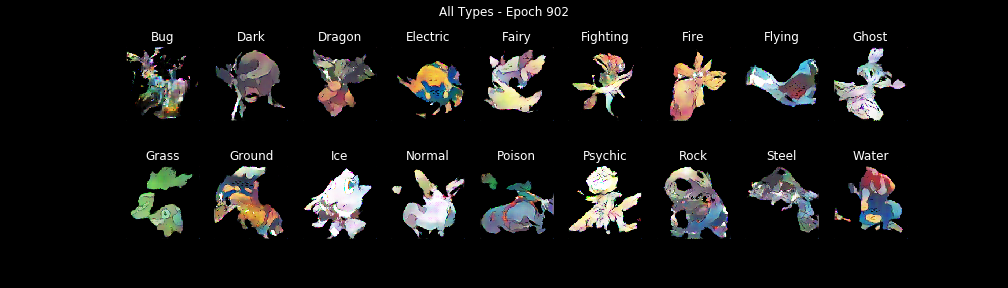 All Types - Epoch 902
Bug Dark Dragon Electric Fairy Fighting Fire Flying Ghost
Grass Ground Ice Normal Poison Psychic Rock Steel Water